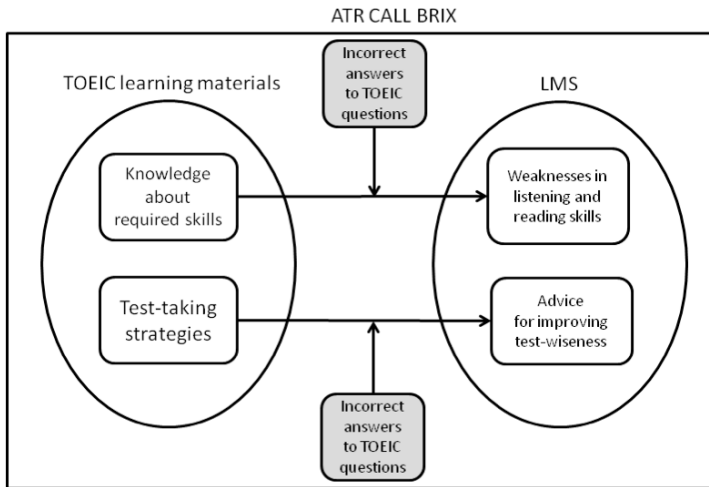 ATR CALL BRIX
TOEIC learning materials
Incorrect
answers
to TOEIC
questions
LMS
Knowledge
about
required skills
Weaknesses in
listening and
reading skills
Test-taking
strategies
Advice
for improving
test-wiseness
Incorrect
answers
to TOEIC
questions